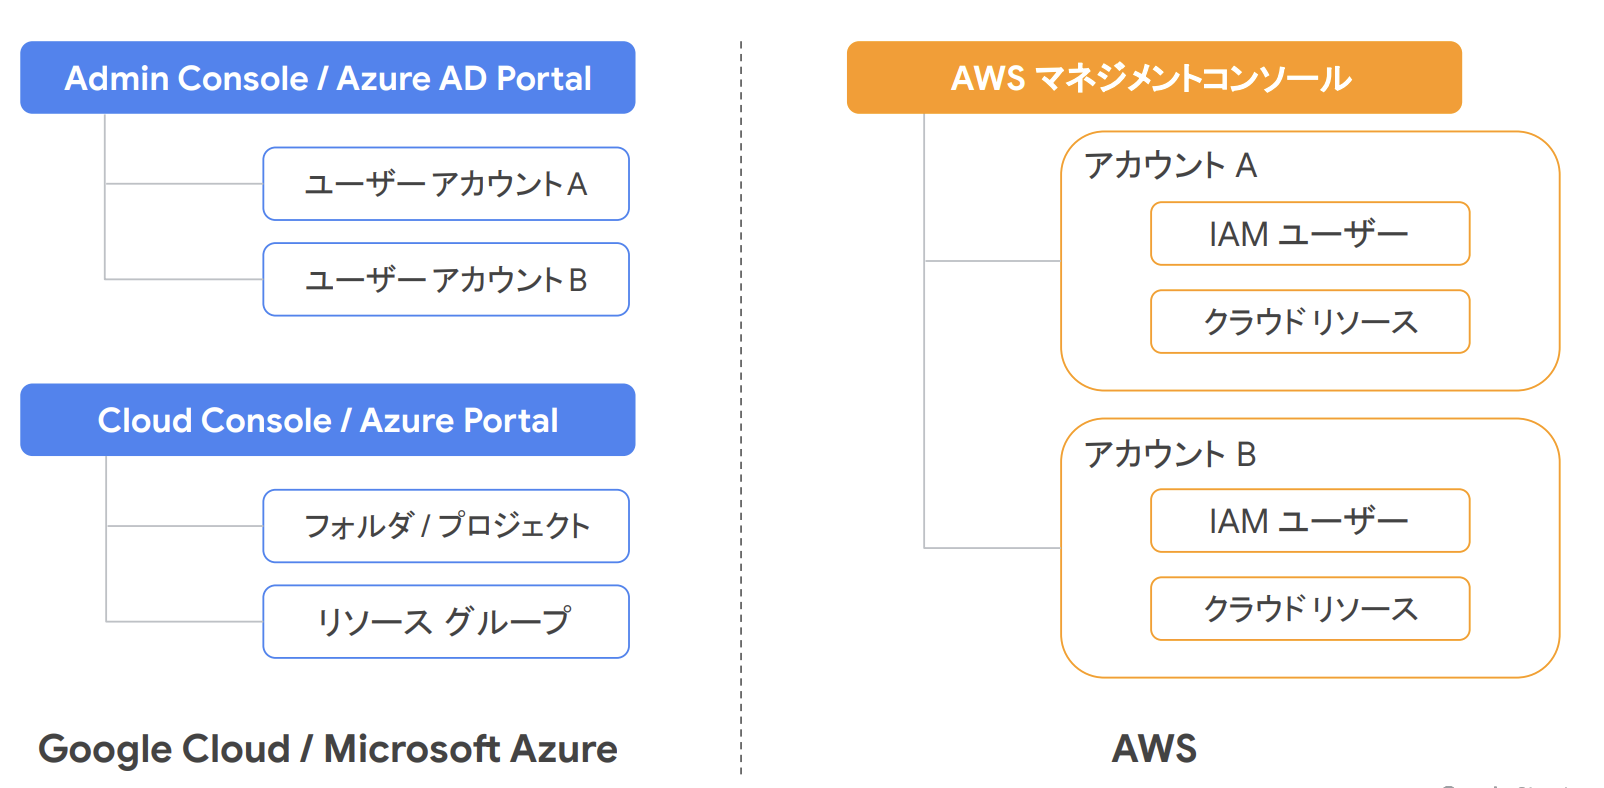 Admin Console / Azure AD Portal
ユーザー アカウント A
ユーザー アカウント B
Cloud Console / Azure Portal
フォルダ / プロジェクト
リソース グループ
Google Cloud / Microsoft Azure
AWS マネジメントコンソール
アカウント A
IAM ユーザー
クラウド リソース
アカウント B
IAM ユーザー
クラウド リソース
AWS